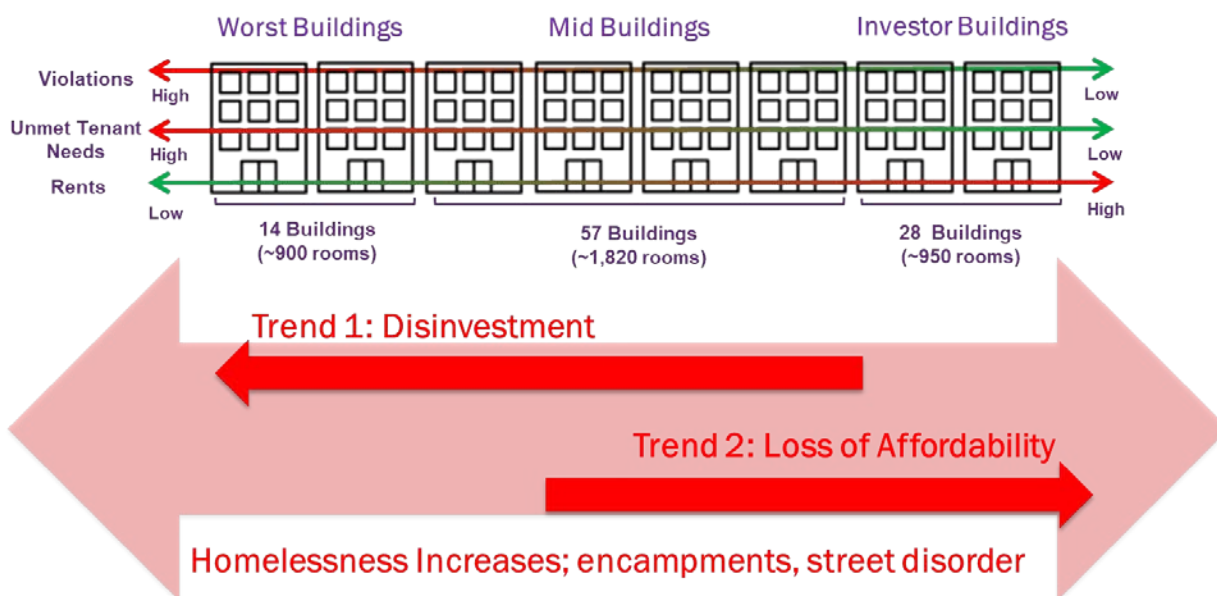 Worst Buildings
Mid Buildings
Investor Buildings
Violations
High
Low
Unmet Tenant
Needs
High
Low
Rents
Low
High
14 Buildings
(~900 rooms)
57 Buildings
(~1,820 rooms)
28 Buildings
(~950 rooms)
Trend 1: Disinvestment
Trend 2: Loss of Affordability
Homelessness Increases; encampments, street disorder